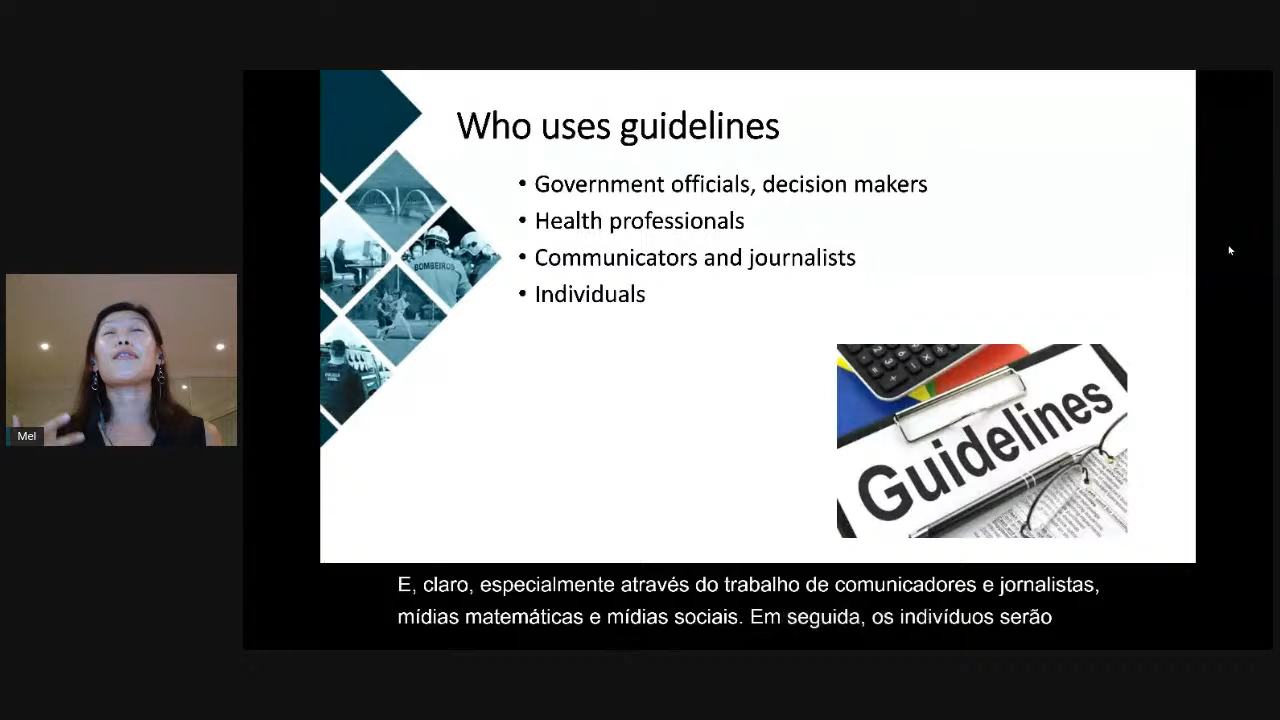 Who uses guidelines
• Government officials, decision makers
• Health professionals
• Communicators and journalists
• Individuals
BOMBEIROS
Guidelines
Mel
E, claro, especialmente através do trabalho de comunicadores e jornalistas,
mídias matemáticas e mídias sociais. Em seguida, os indivíduos serão